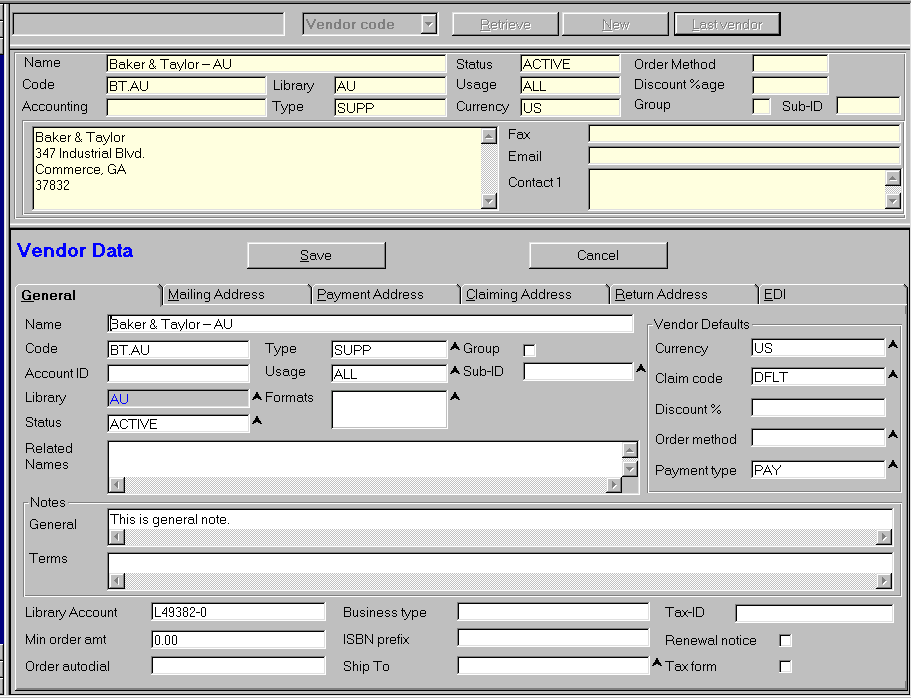 Vendor code Retrieve New Last vendor
Name Baker & Taylor – AU Status ACTIVE Order Method
Code BT.AU Library AU Usage ALL Discount %age
Accounting Type SUPP Currency US Group Sub-ID
Baker & Taylor
347 Industrial Blvd.
Commerce, GA
37832
Fax
Email
Contact 1
Vendor Data Save Cancel
General Mailing Address Payment Address Claiming Address Return Address EDI
Name Baker & Taylor – AU Vendor Defaults
Code BT.AU Type SUPP Group Currency US
Account ID Usage ALL Sub-ID Claim code DFLT
Library AU Formats Discount %
Status ACTIVE Order method
Related
Names Payment type PAY
Notes
General This is general note.
Terms
Library Account L49382-0 Business type Tax-ID
Min order amt 0.00 ISBN prefix Renewal notice
Order autodial Ship To Tax form